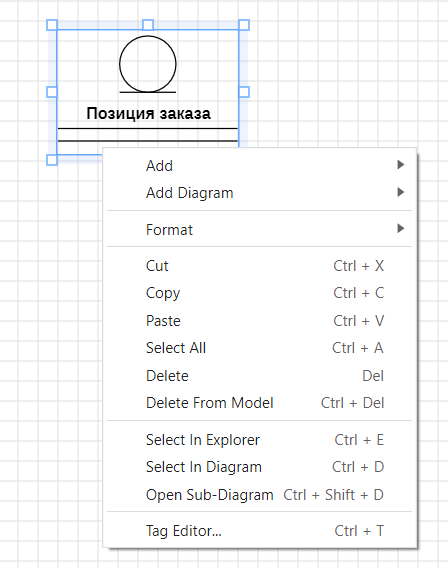 Позиция заказа
Add
Add Diagram
Format
Cut Ctrl + X
Copy Ctrl + C
Paste Ctrl + V
Select All Ctrl + A
Delete Del
Delete From Model Ctrl + Del
Select In Explorer Ctrl + E
Select In Diagram Ctrl + D
Open Sub-Diagram Ctrl + Shift + D
Tag Editor... Ctrl + T